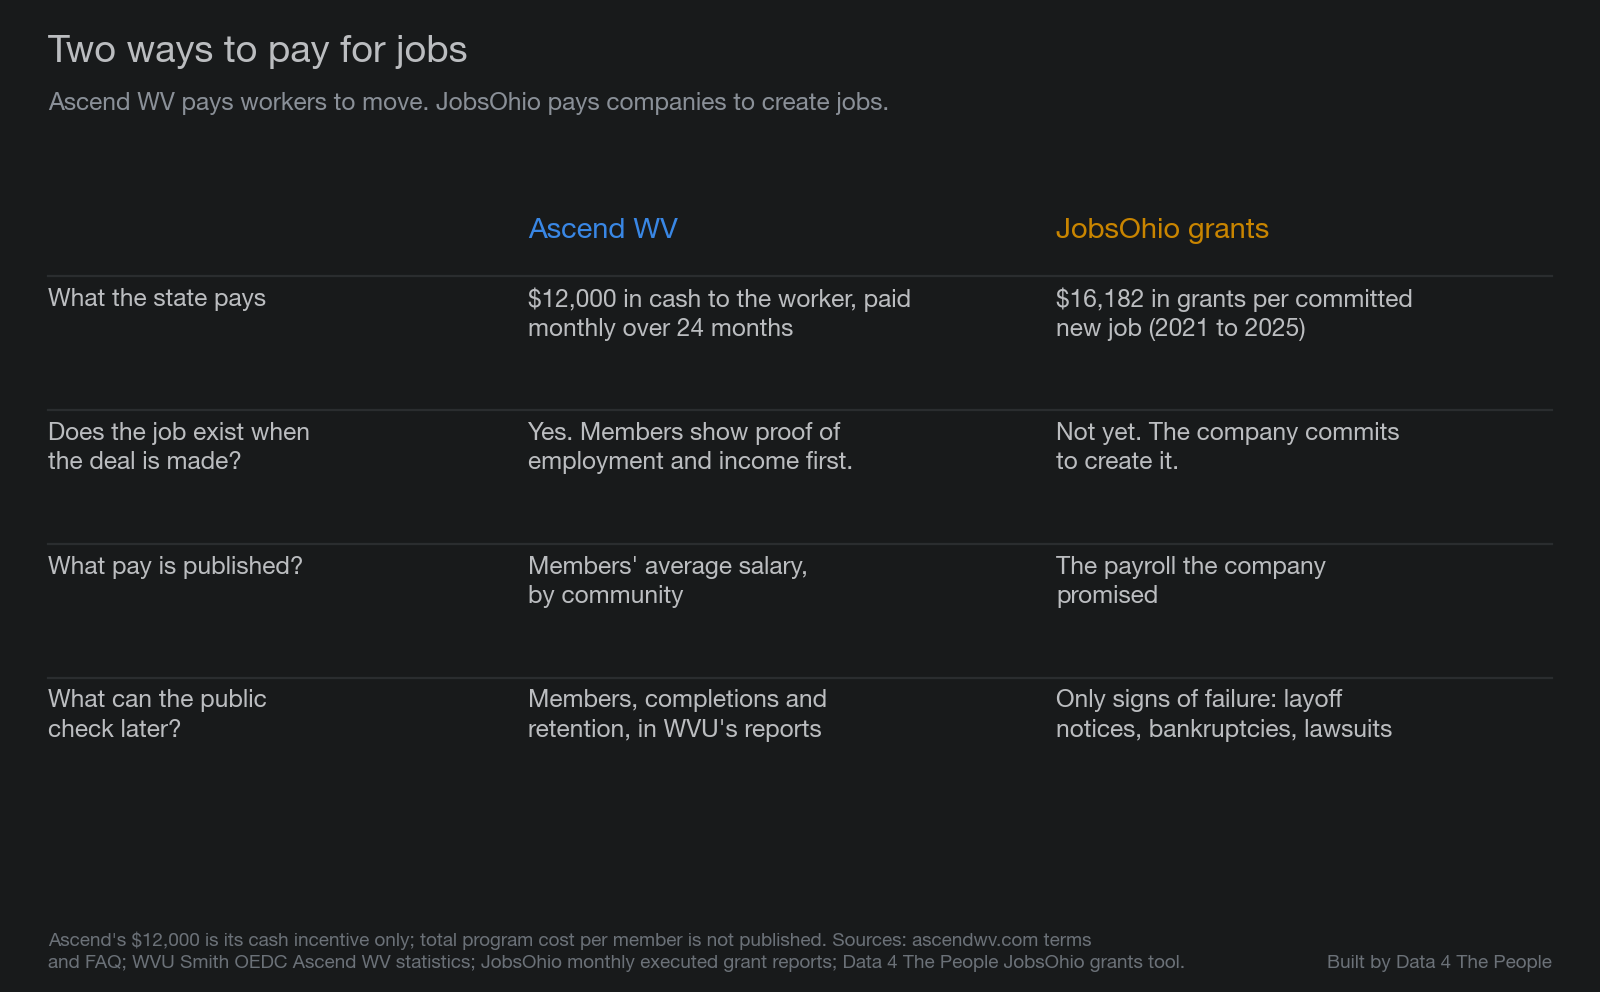 Two ways to pay for jobs
Ascend WV pays workers to move. JobsOhio pays companies to create jobs.
Ascend WV
JobsOhio grants
What the state pays
$12,000 in cash to the worker, paid
monthly over 24 months
$16,182 in grants per committed
new job (2021 to 2025)
Does the job exist when
the deal is made?
Yes. Members show proof of
employment and income first.
Not yet. The company commits
to create it.
What pay is published?
Members' average salary,
by community
The payroll the company
promised
What can the public
check later?
Members, completions and
retention, in WVU's reports
Only signs of failure: layoff
notices, bankruptcies, lawsuits
Ascend's $12,000 is its cash incentive only; total program cost per member is not published. Sources: ascendwv.com terms
and FAQ; WVU Smith OEDC Ascend WV statistics; JobsOhio monthly executed grant reports; Data 4 The People JobsOhio grants tool.
Built by Data 4 The People